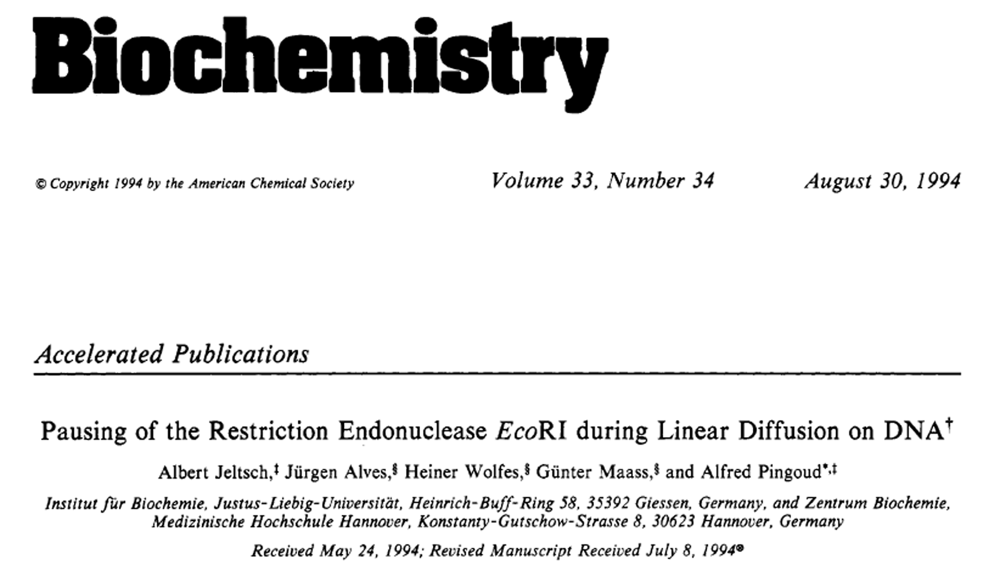 Biochemistry
© Copyright 1994 by the American Chemical Society Volume 33, Number 34 August 30, 1994
Accelerated Publications
Pausing of the Restriction Endonuclease EcoRI during Linear Diffusion on DNA†
Albert Jeltsch,‡ Jürgen Alves,§ Heiner Wolfes,§ Günter Maass,§ and Alfred Pingoud*,‡
Institut für Biochemie, Justus-Liebig-Universität, Heinrich-Buff-Ring 58, 35392 Giessen, Germany, and Zentrum Biochemie,
Medizinische Hochschule Hannover, Konstanty-Gutschow-Strasse 8, 30623 Hannover, Germany
Received May 24, 1994; Revised Manuscript Received July 8, 1994⊗